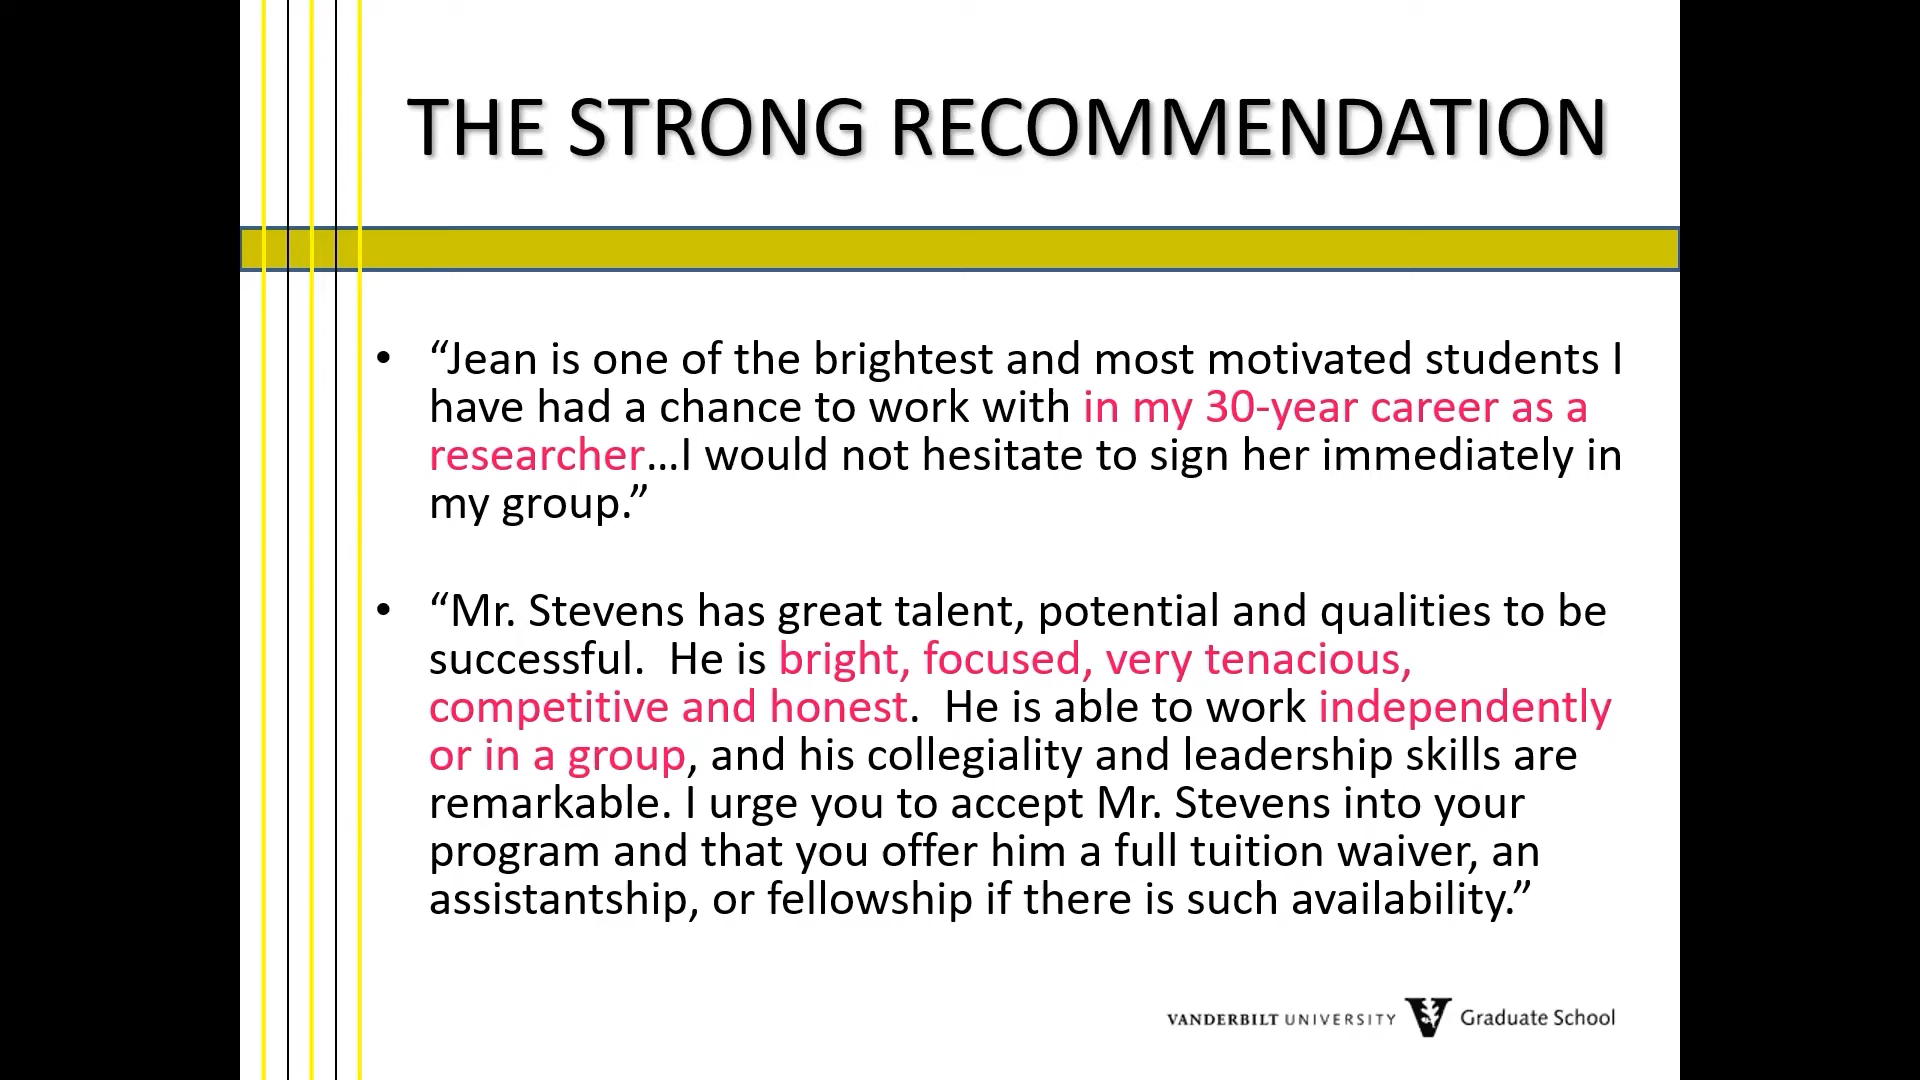 THE STRONG RECOMMENDATION
• “Jean is one of the brightest and most motivated students I
have had a chance to work with in my 30-year career as a
researcher…I would not hesitate to sign her immediately in
my group.”
• “Mr. Stevens has great talent, potential and qualities to be
successful.  He is bright, focused, very tenacious,
competitive and honest.  He is able to work independently
or in a group, and his collegiality and leadership skills are
remarkable. I urge you to accept Mr. Stevens into your
program and that you offer him a full tuition waiver, an
assistantship, or fellowship if there is such availability.”
VANDERBILT UNIVERSITY V Graduate School